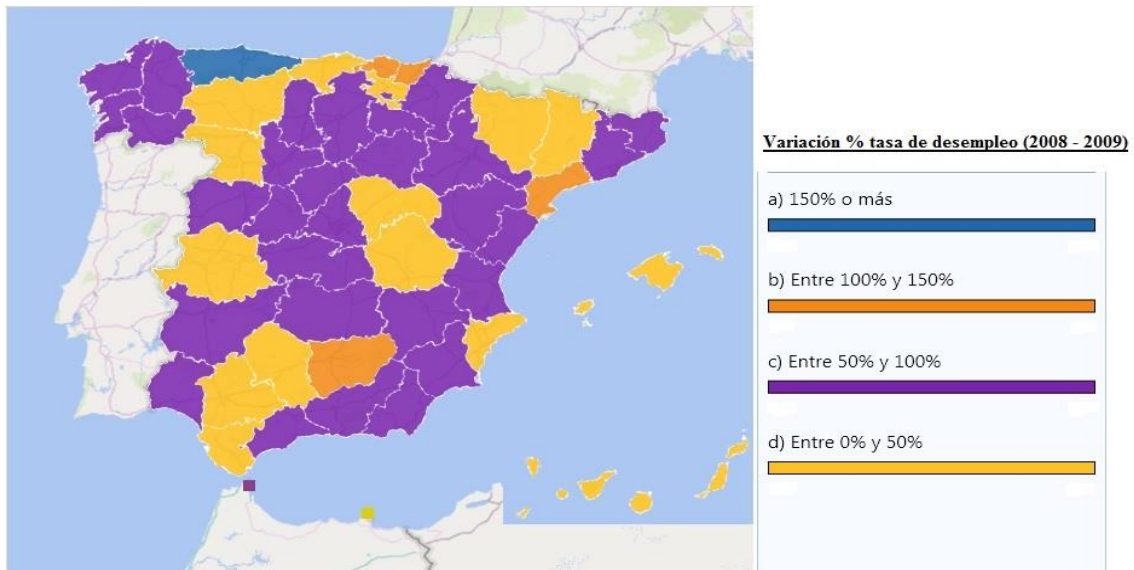 Variación % tasa de desempleo (2008 - 2009)
a) 150% o más
b) Entre 100% y 150%
c) Entre 50% y 100%
d) Entre 0% y 50%